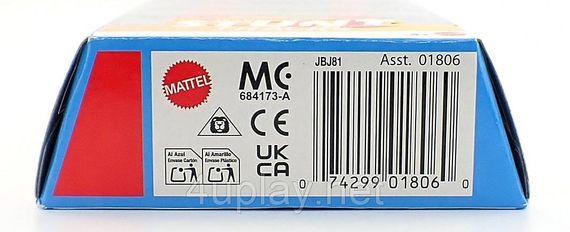 MATTEL
MC
684173-A
JBJ81
Asst. 01806
CE
UK
CA
Al Azul
Envase Cartón
Al Amarillo
Envase Plástico
0 74299 01806 0
4uplay.net